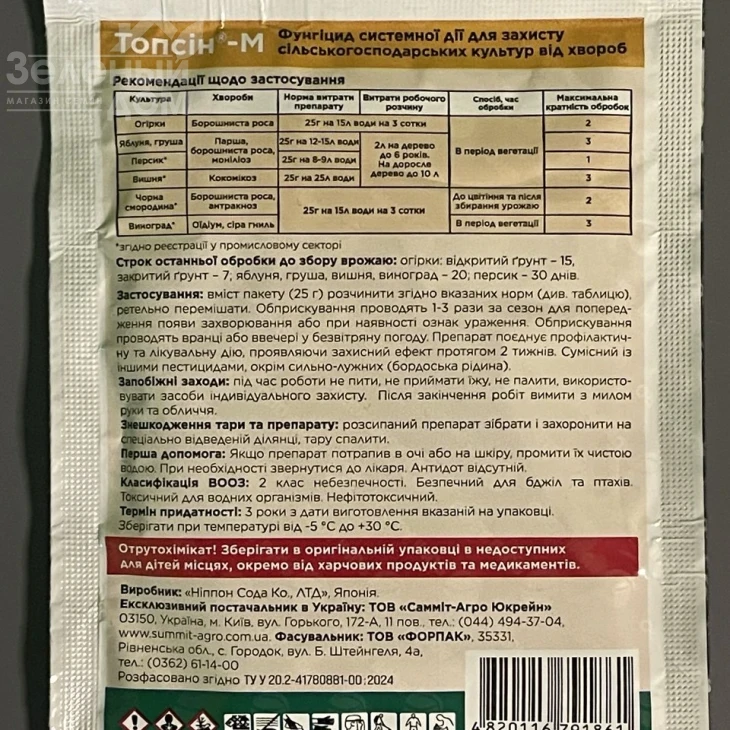 Топсін®-М
Фунгіцид системної дії для захисту
сільськогосподарських культур від хвороб
Зеленый
МАГАЗИН
Рекомендації щодо застосування
Культура Хвороби Норма витрати препарату Витрати робочого розчину Спосіб, час обробки Максимальна кратність обробок
Огірки Борошниста роса 25г на 15л води на 3 сотки 2
Яблуня, груша Парша, борошниста роса, моніліоз 25г на 12-15л води 2л на дерево до 6 років. На доросле дерево до 10 л В період вегетації 3
Персик* 25г на 8-9л води 1
Вишня* Кокомікоз 25г на 25л води 3
Чорна смородина* Борошниста роса, антракноз 25г на 15л води на 3 сотки До цвітіння та після збирання урожаю 2
Виноград* Оїдіум, сіра гниль В період вегетації 3
*згідно реєстрації у промисловому секторі
Строк останньої обробки до збору врожаю: огірки: відкритий ґрунт – 15,
закритий ґрунт – 7; яблуня, груша, вишня, виноград – 20; персик – 30 днів.
Застосування: вміст пакету (25 г) розчинити згідно вказаних норм (див. таблицю),
ретельно перемішати. Обприскування проводять 1-3 рази за сезон для поперед-
ження появи захворювання або при наявності ознак ураження. Обприскування
проводять вранці або ввечері у безвітряну погоду. Препарат поєднує профілактич-
ну та лікувальну дію, проявляючи захисний ефект протягом 2 тижнів. Сумісний із
іншими пестицидами, окрім сильно-лужних (бордоська рідина).
Запобіжні заходи: під час роботи не пити, не приймати їжу, не палити, використо-
вувати засоби індивідуального захисту. Після закінчення робіт вимити з милом
руки та обличчя.
Знешкодження тари та препарату: розсипаний препарат зібрати і захоронити на
спеціально відведеній ділянці, тару спалити.
Перша допомога: Якщо препарат потрапив в очі або на шкіру, промити їх чистою
водою. При необхідності звернутися до лікаря. Антидот відсутній.
Класифікація ВООЗ: 2 клас небезпечності. Безпечний для бджіл та птахів.
Токсичний для водних організмів. Нефітотоксичний.
Термін придатності: 3 роки з дати виготовлення вказаній на упаковці.
Зберігати при температурі від -5 °С до +30 °С.
Отрутохімікат! Зберігати в оригінальній упаковці в недоступних
для дітей місцях, окремо від харчових продуктів та медикаментів.
Виробник: «Ніппон Сода Ко., ЛТД», Японія.
Ексклюзивний постачальник в Україну: ТОВ «Самміт-Агро Юкрейн»
03150, Україна, м. Київ, вул. Горького, 172-А, 11 пов., тел.: (044) 494-37-04,
www.summit-agro.com.ua. Фасувальник: ТОВ «ФОРПАК», 35331,
Рівненська обл., с. Городок, вул. Б. Штейнгеля, 4а,
тел.: (0362) 61-14-00
Розфасовано згідно ТУ У 20.2-41780881-00:2024
4 820116 791861